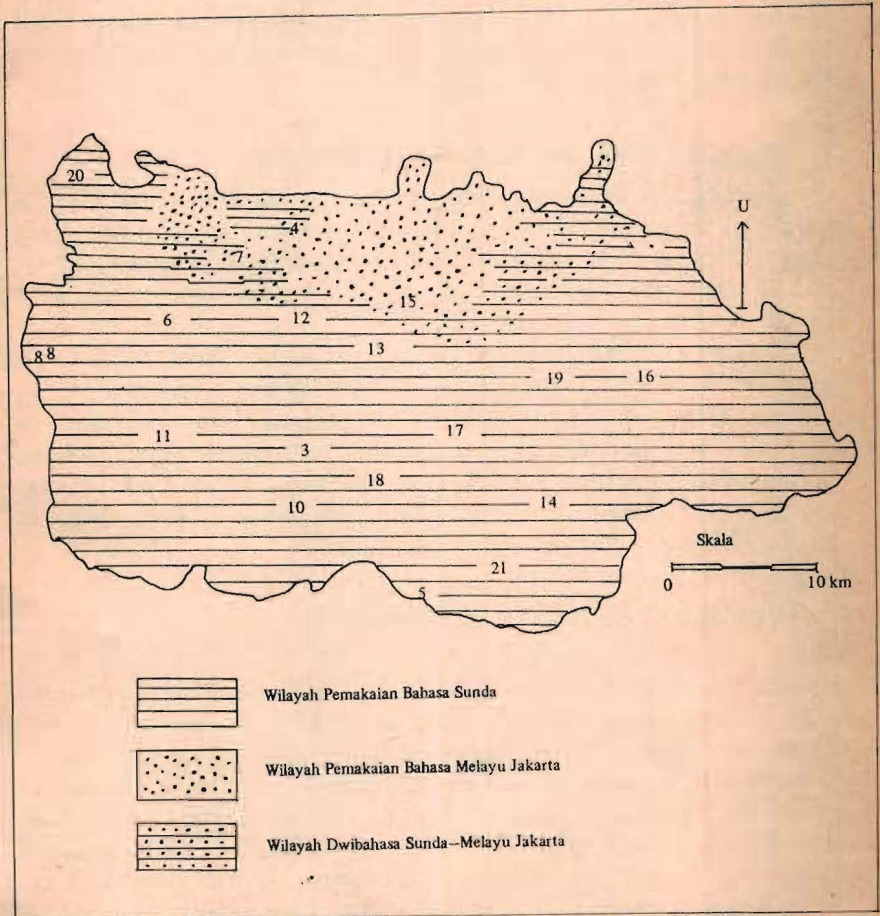 20
U
4
7
15
6 12
13
8 8
19 16
11 17
3
18
10 14
Skala
21
0 10 km
5
Wilayah Pemakaian Bahasa Sunda
Wilayah Pemakaian Bahasa Melayu Jakarta
Wilayah Dwibahasa Sunda–Melayu Jakarta